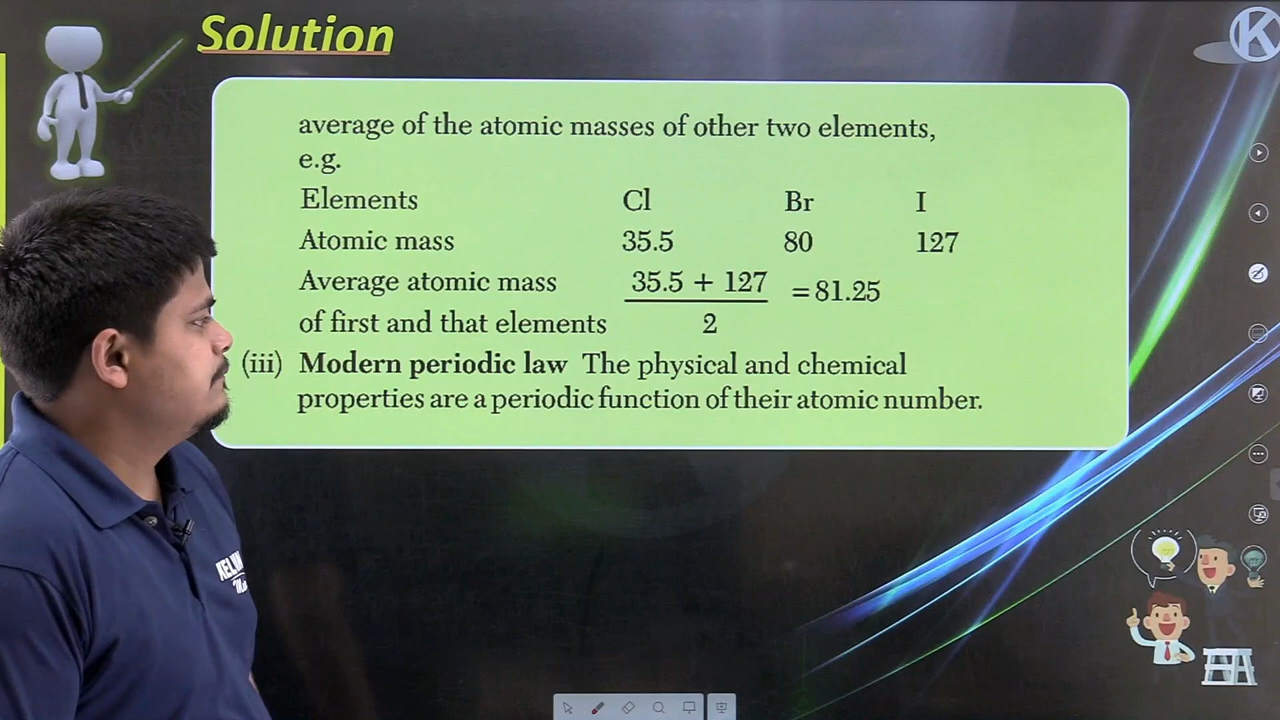 Solution
K
average of the atomic masses of other two elements,
e.g.
Elements Cl Br I
Atomic mass 35.5 80 127
Average atomic mass 35.5 + 127 = 81.25
of first and that elements 2
(iii) Modern periodic law The physical and chemical
properties are a periodic function of their atomic number.